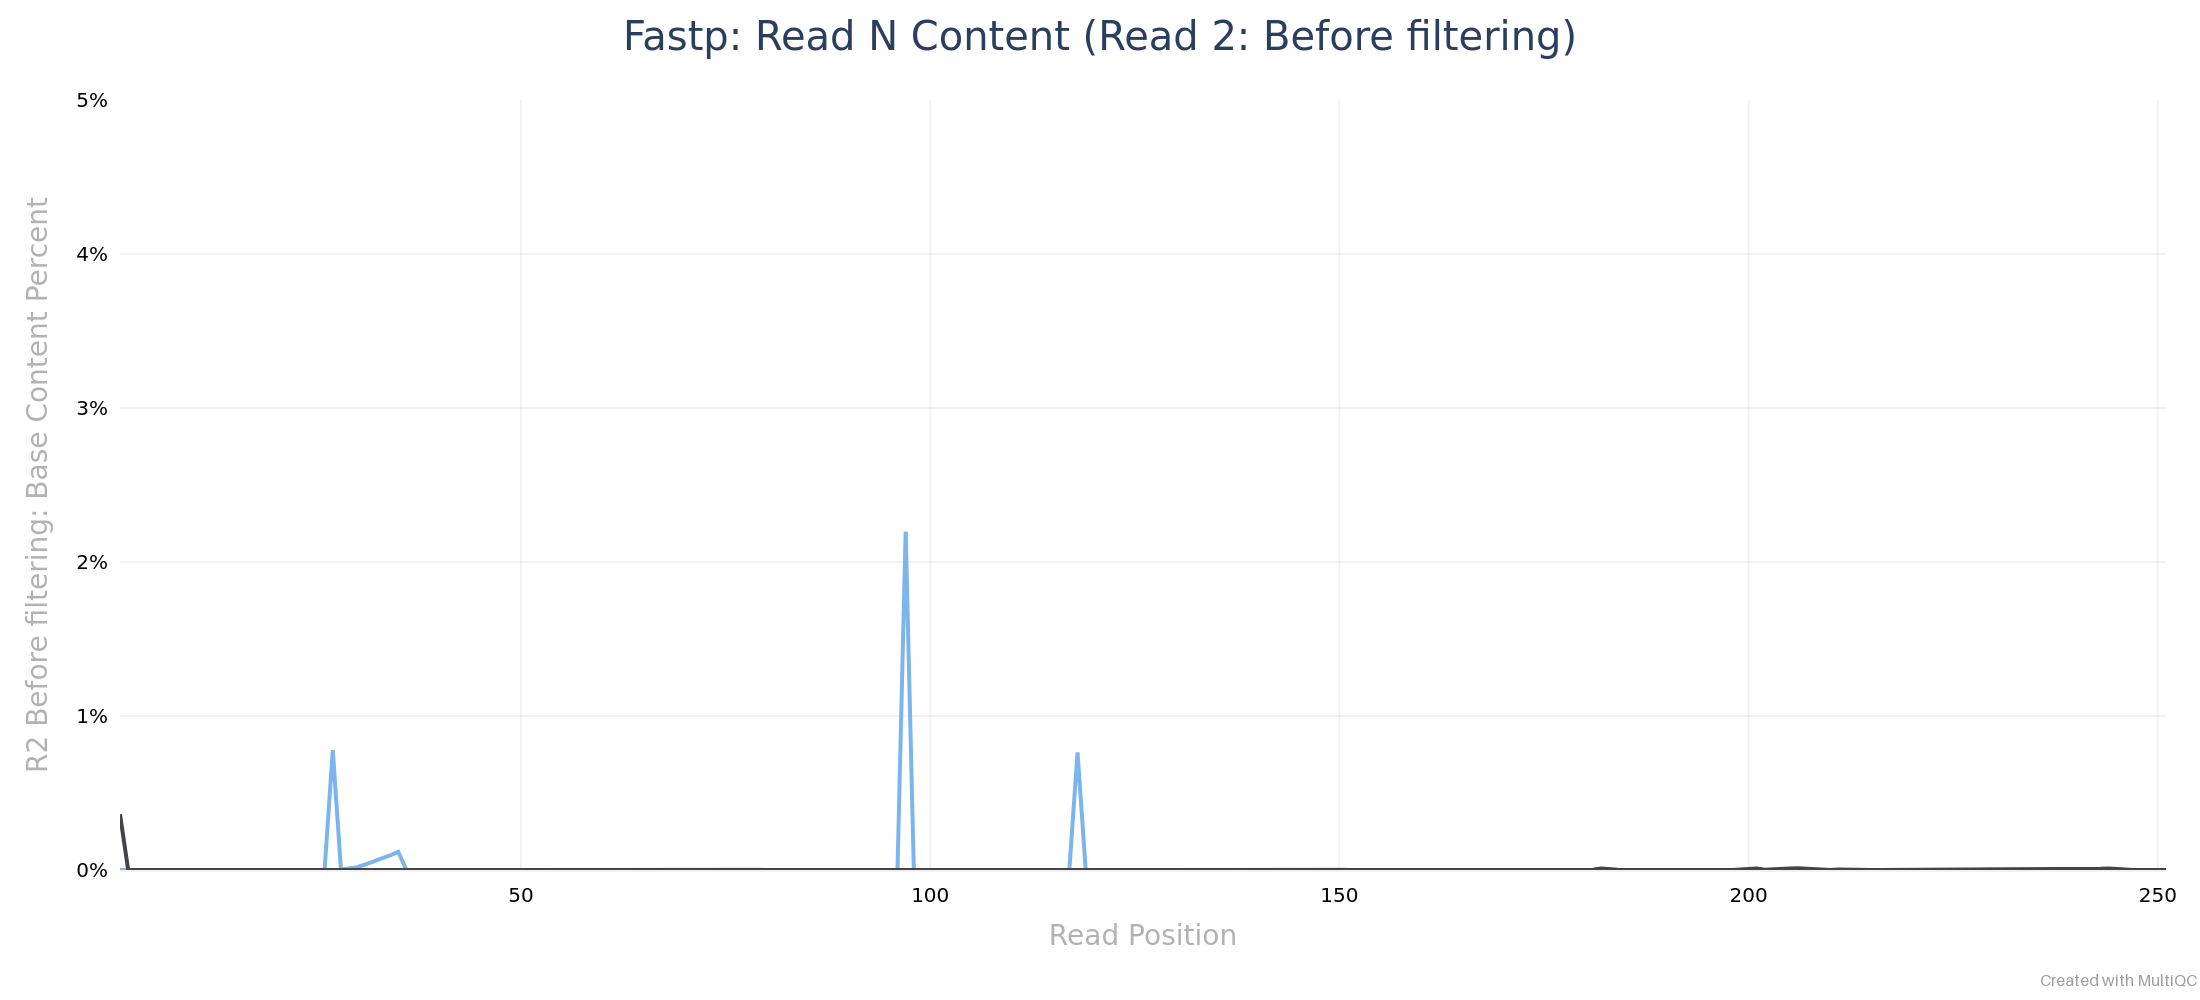 Fastp: Read N Content (Read 2: Before filtering)
R2 Before filtering: Base Content Percent
5%
4%
3%
2%
1%
0%
50
100
150
200
250
Read Position
Created with MultiQC